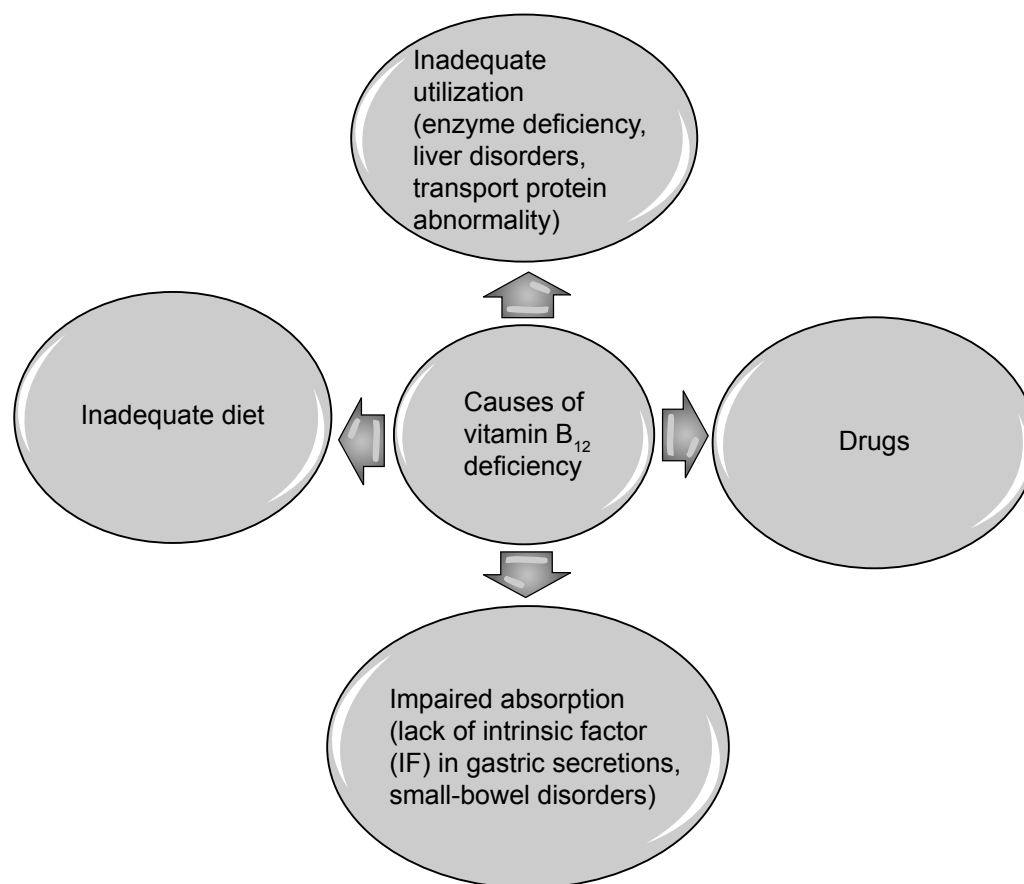 Inadequate
utilization
(enzyme deficiency,
liver disorders,
transport protein
abnormality)
Inadequate diet
Causes of
vitamin B₁₂
deficiency
Drugs
Impaired absorption
(lack of intrinsic factor
(IF) in gastric secretions,
small-bowel disorders)